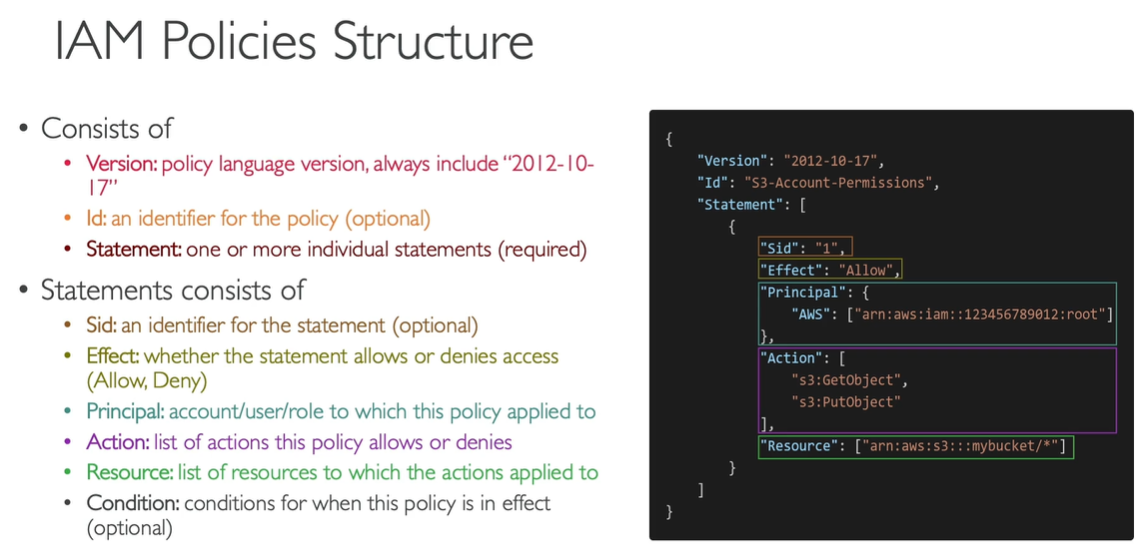 IAM Policies Structure
• Consists of
• Version: policy language version, always include “2012-10-
17”
• Id: an identifier for the policy (optional)
• Statement: one or more individual statements (required)
• Statements consists of
• Sid: an identifier for the statement (optional)
• Effect: whether the statement allows or denies access
(Allow, Deny)
• Principal: account/user/role to which this policy applied to
• Action: list of actions this policy allows or denies
• Resource: list of resources to which the actions applied to
• Condition: conditions for when this policy is in effect
(optional)
{
    "Version": "2012-10-17",
    "Id": "S3-Account-Permissions",
    "Statement": [
        {
            "Sid": "1",
            "Effect": "Allow",
            "Principal": {
                "AWS": ["arn:aws:iam::123456789012:root"]
            },
            "Action": [
                "s3:GetObject",
                "s3:PutObject"
            ],
            "Resource": ["arn:aws:s3:::mybucket/*"]
        }
    ]
}